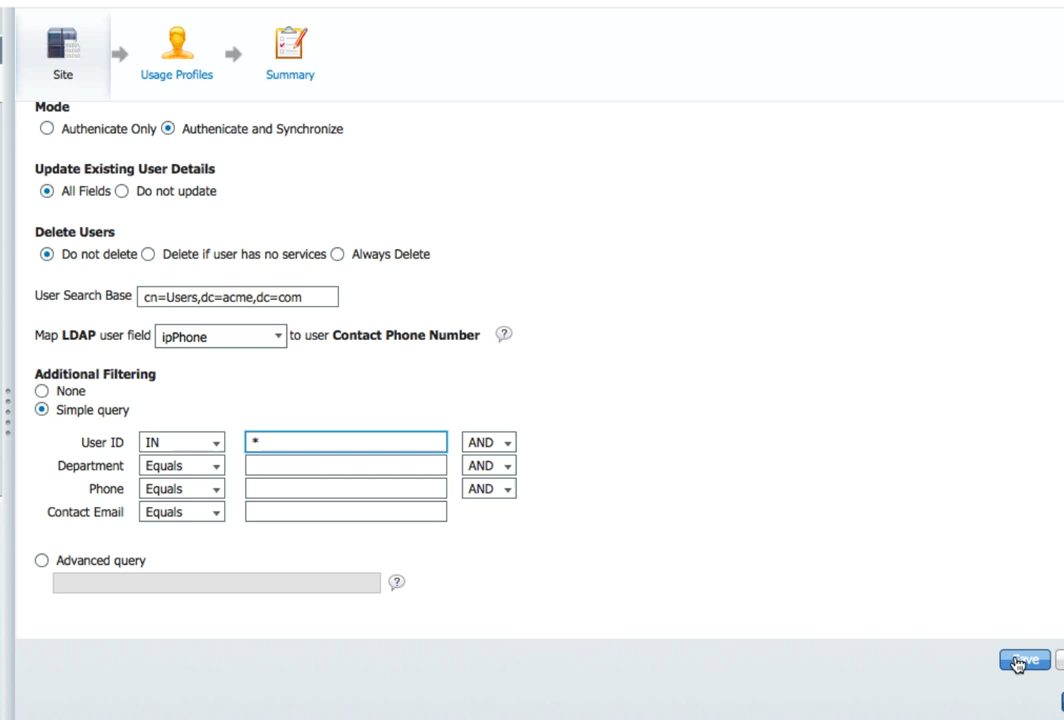 Site
Usage Profiles
Summary
Mode
Authenicate Only Authenicate and Synchronize
Update Existing User Details
All Fields Do not update
Delete Users
Do not delete Delete if user has no services Always Delete
User Search Base cn=Users,dc=acme,dc=com
Map LDAP user field ipPhone to user Contact Phone Number ?
Additional Filtering
None
Simple query
User ID IN * AND
Department Equals AND
Phone Equals AND
Contact Email Equals
Advanced query
?